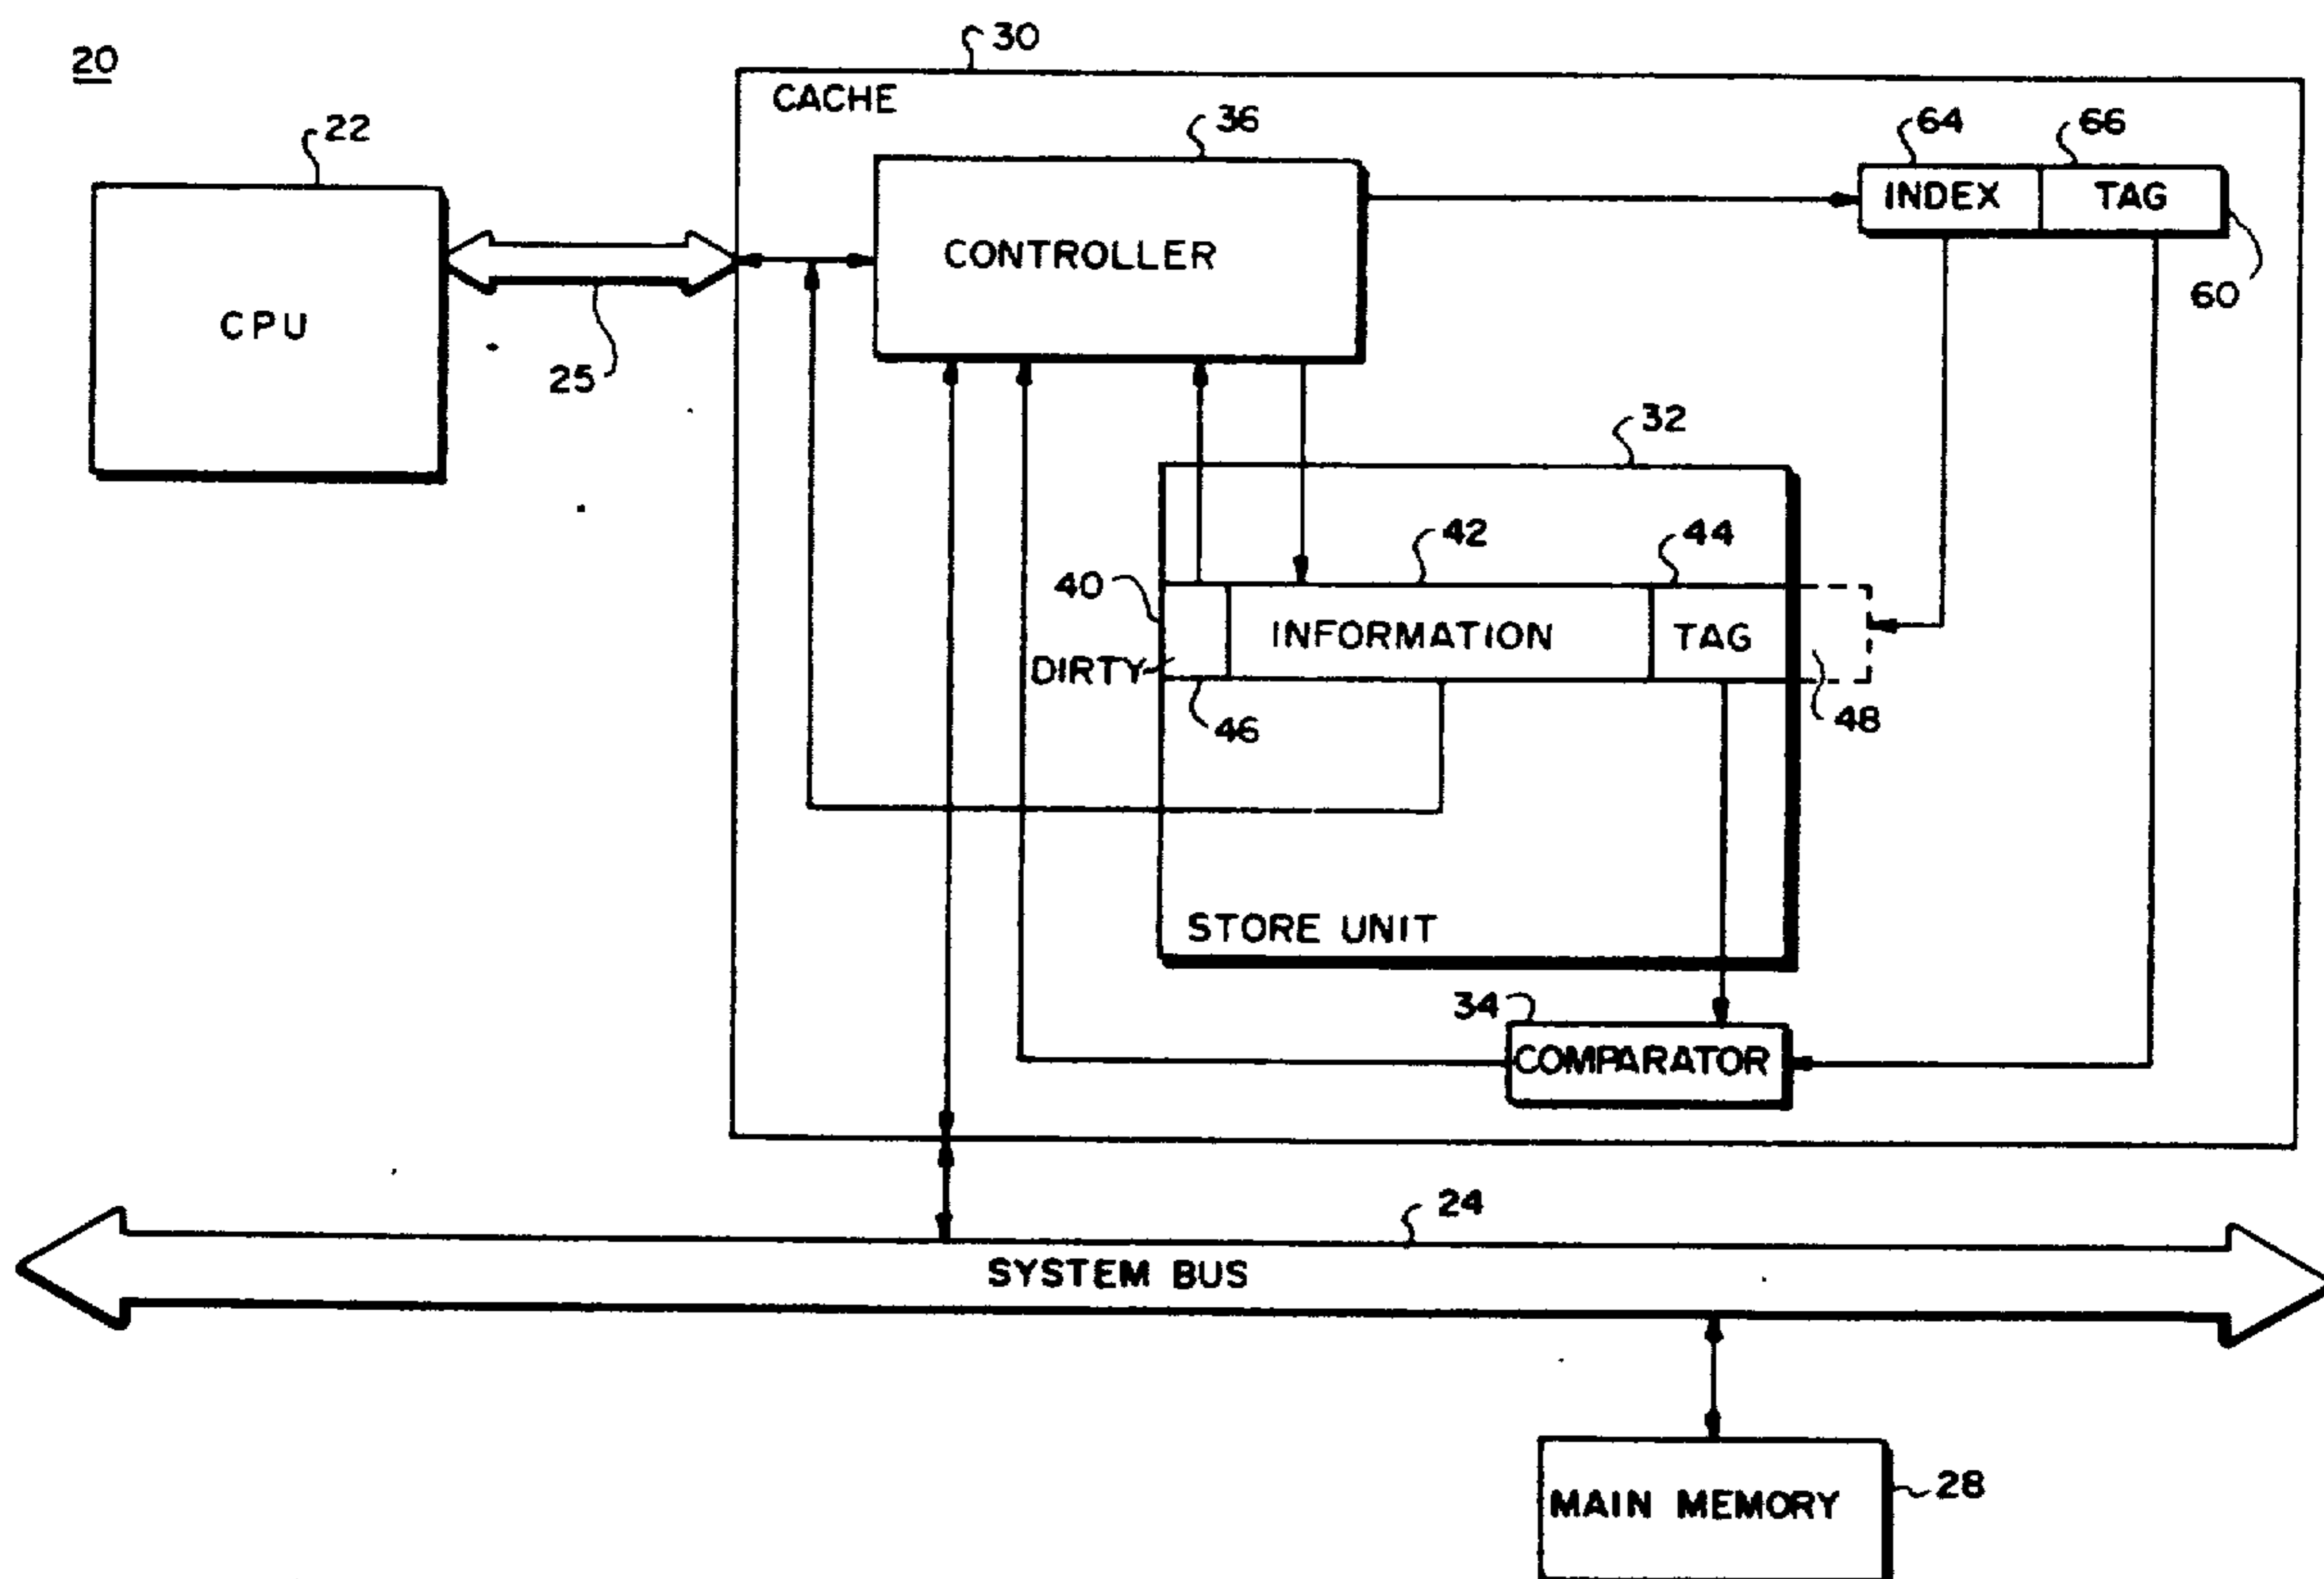 20
30
CACHE
22
36
64
66
INDEX
TAG
CONTROLLER
CPU
25
60
32
42
44
40
INFORMATION
TAG
DIRTY
46
48
STORE UNIT
34
COMPARATOR
24
SYSTEM BUS
MAIN MEMORY
28